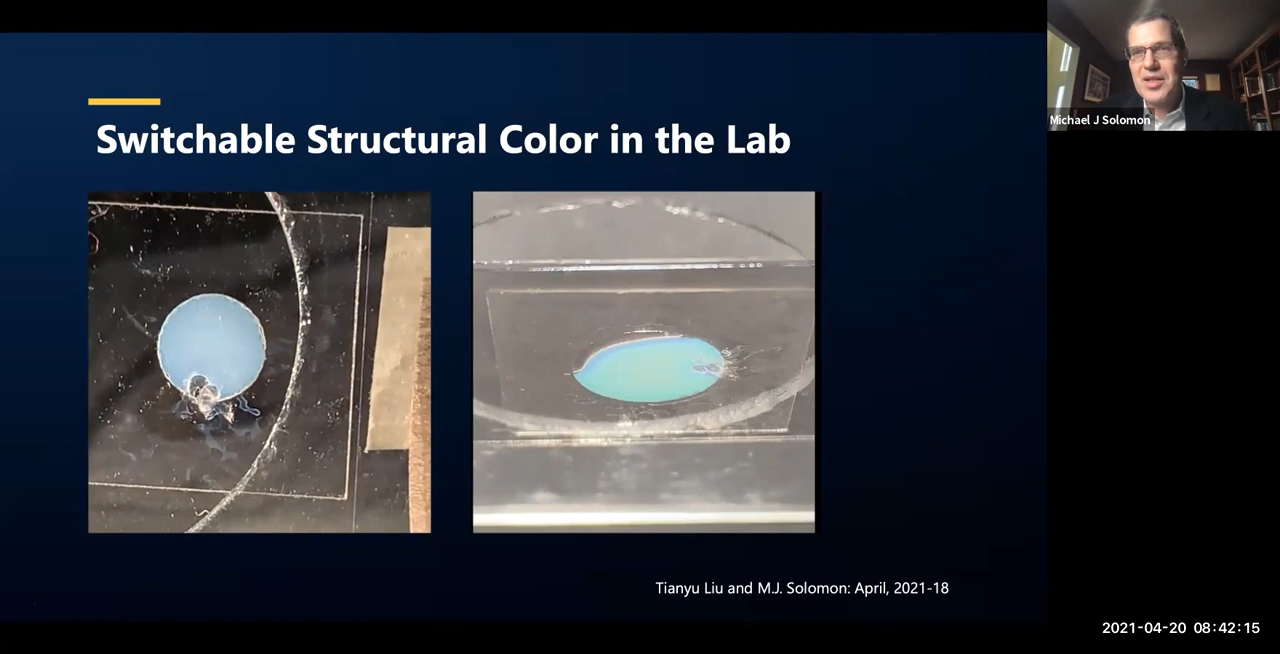 Switchable Structural Color in the Lab
Michael J Solomon
Tianyu Liu and M.J. Solomon: April, 2021-18
2021-04-20 08:42:15